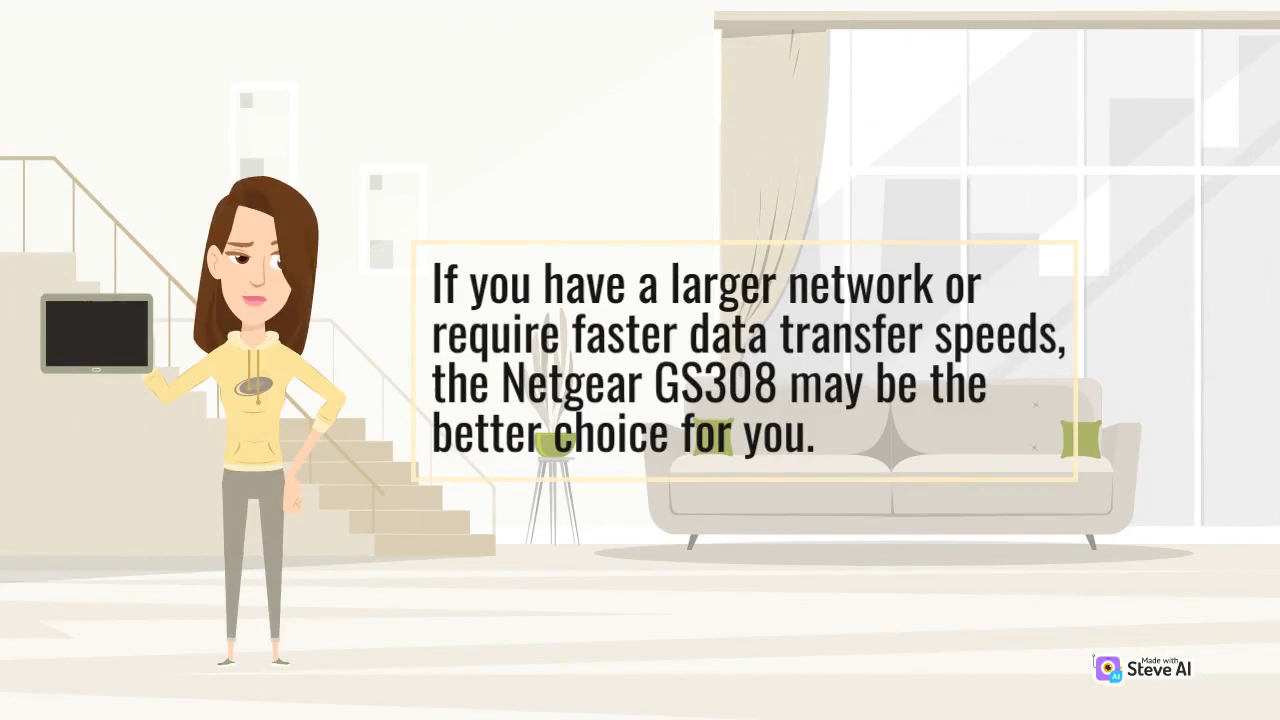 If you have a larger network or
require faster data transfer speeds,
the Netgear GS308 may be the
better choice for you.
Made with
Steve AI
AI